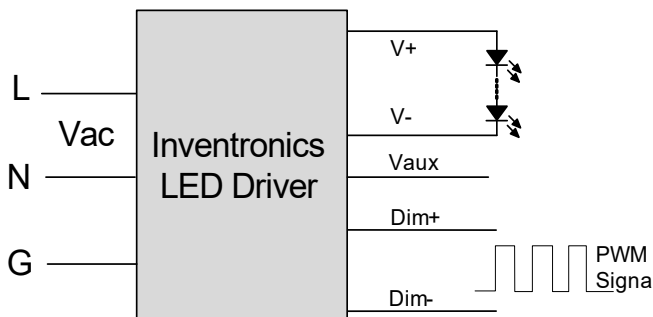 L
Vac
N
G
Inventronics
LED Driver
V+
V-
Vaux
Dim+
Dim-
PWM
Signa